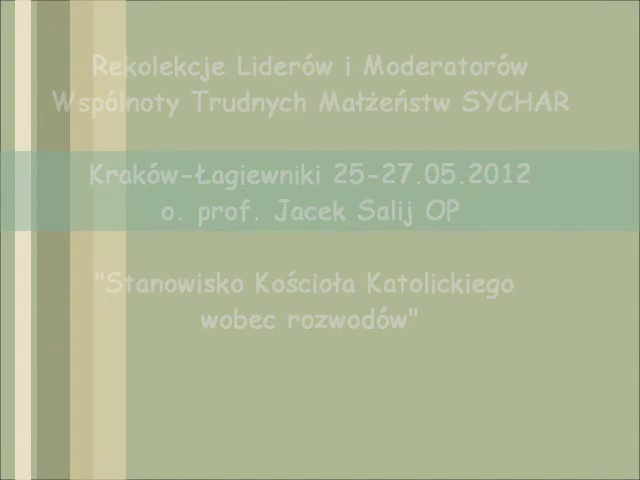 Rekolekcje Liderów i Moderatorów
Wspólnoty Trudnych Małżeństw SYCHAR
Kraków-Łagiewniki 25-27.05.2012
o. prof. Jacek Salij OP
"Stanowisko Kościoła Katolickiego
wobec rozwodów"